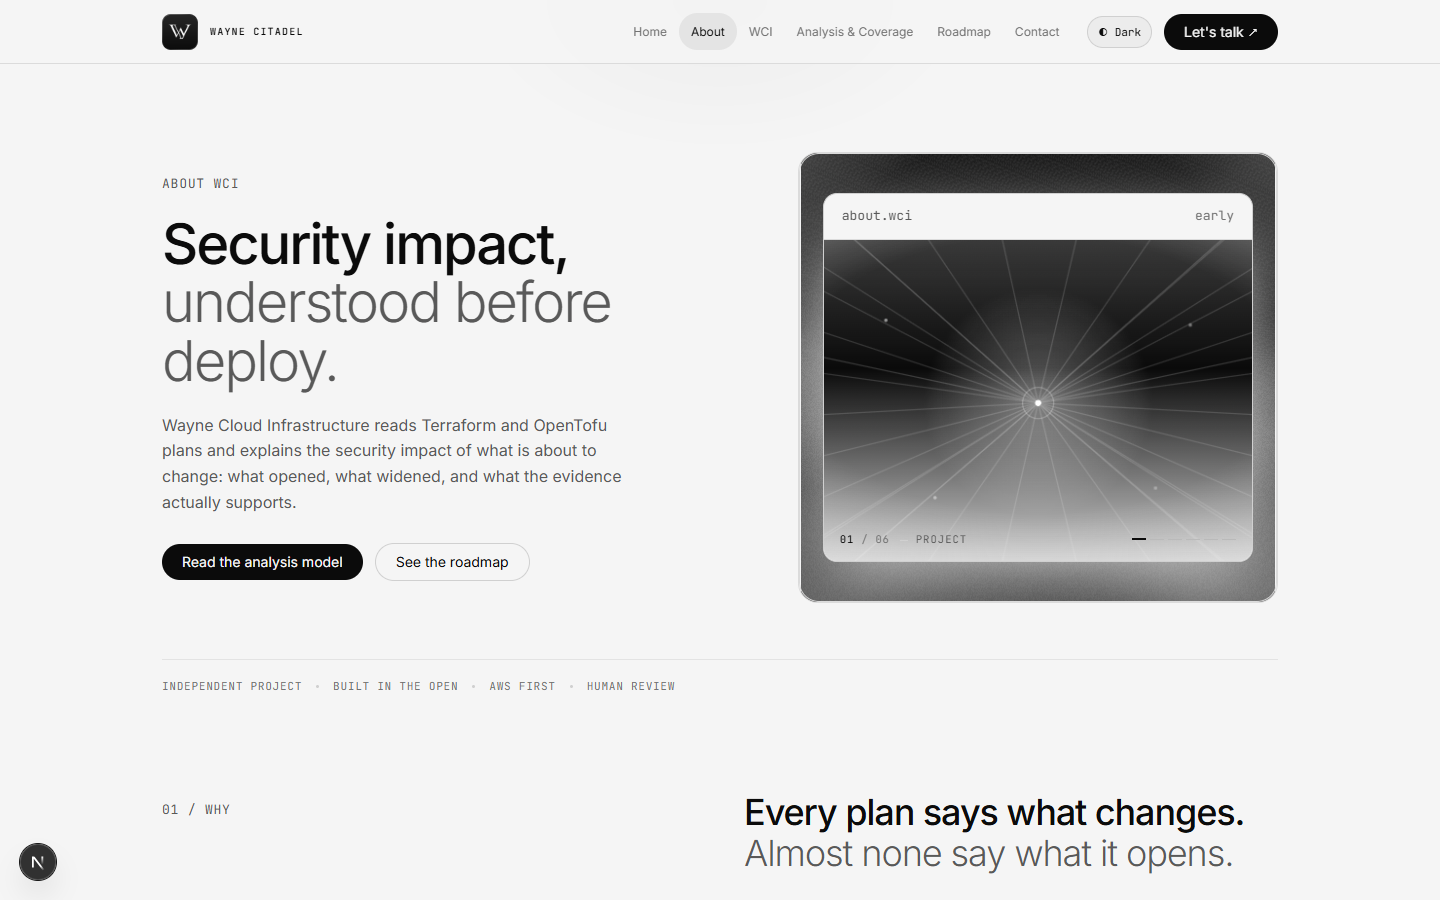 W WAYNE CITADEL
Home About WCI Analysis & Coverage Roadmap Contact Dark Let's talk ↗
ABOUT WCI
Security impact,
understood before
deploy.
Wayne Cloud Infrastructure reads Terraform and OpenTofu
plans and explains the security impact of what is about to
change: what opened, what widened, and what the evidence
actually supports.
Read the analysis model See the roadmap
about.wci early
01 / 06 — PROJECT
INDEPENDENT PROJECT • BUILT IN THE OPEN • AWS FIRST • HUMAN REVIEW
01 / WHY
Every plan says what changes.
Almost none say what it opens.
N